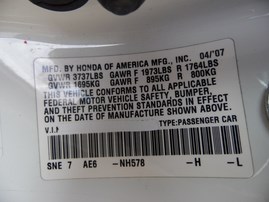 MFD. BY HONDA OF AMERICA MFG., INC. 04/'07
GVWR 3737LBS GAWR F 1973LBS R 1764LBS
GVWR 1695KG GAWR F 895KG R 800KG
THIS VEHICLE CONFORMS TO ALL APPLICABLE
FEDERAL MOTOR VEHICLE SAFETY, BUMPER,
AND THEFT PREVENTION STANDARDS IN EFFECT
ON THE DATE OF MANUFACTURE SHOWN ABOVE.
V.I.N
TYPE:PASSENGER CAR
SNE 7 AE6 -NH578 -H -L